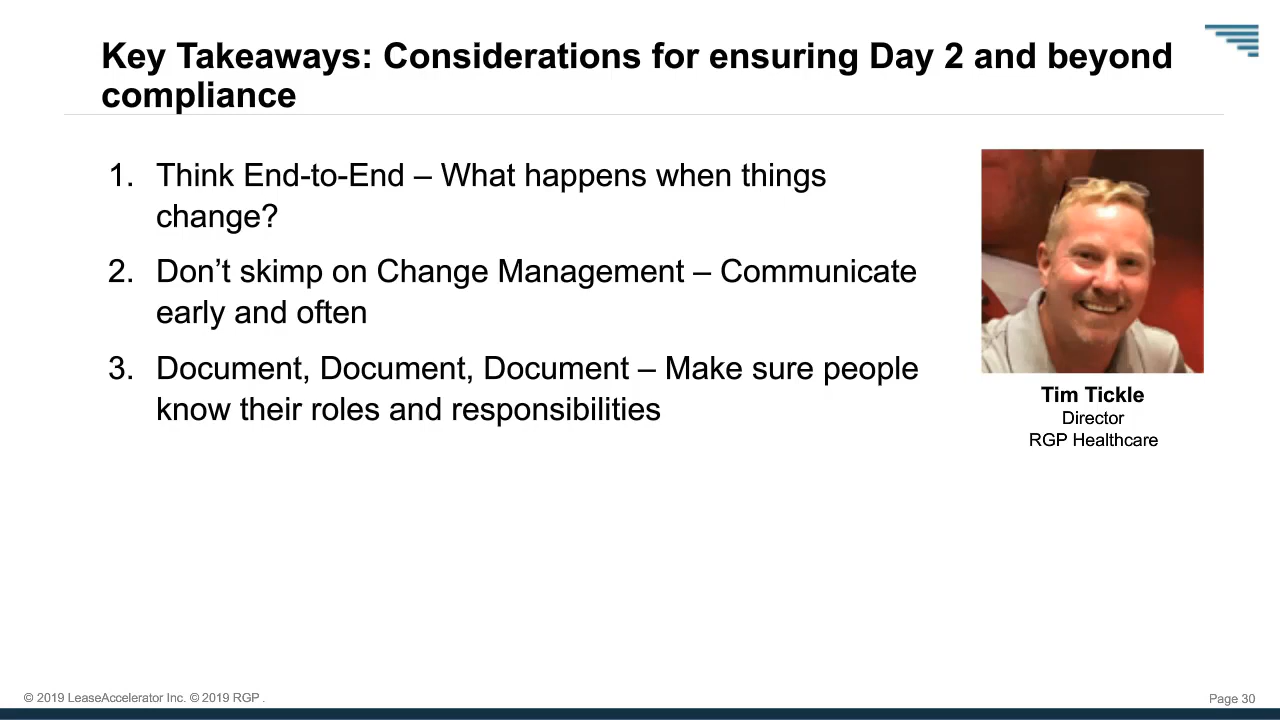 Key Takeaways: Considerations for ensuring Day 2 and beyond
compliance
1. Think End-to-End – What happens when things
change?
2. Don’t skimp on Change Management – Communicate
early and often
3. Document, Document, Document – Make sure people
know their roles and responsibilities
Tim Tickle
Director
RGP Healthcare
© 2019 LeaseAccelerator Inc. © 2019 RGP .
Page 30